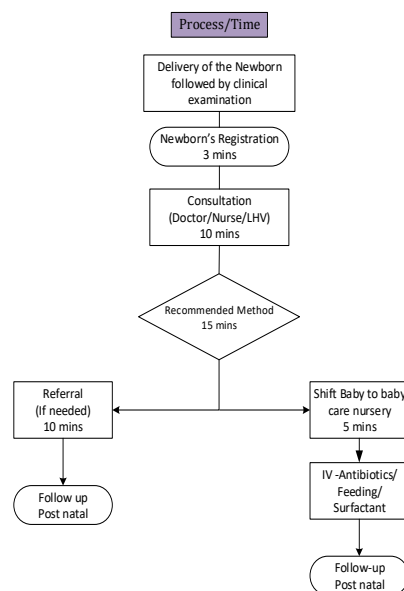 Process/Time
Delivery of the Newborn
followed by clinical
examination
Newborn's Registration
3 mins
Consultation
(Doctor/Nurse/LHV)
10 mins
Recommended Method
15 mins
Referral
(If needed)
10 mins
Shift Baby to baby
care nursery
5 mins
Follow up
Post natal
IV -Antibiotics/
Feeding/
Surfactant
Follow-up
Post natal